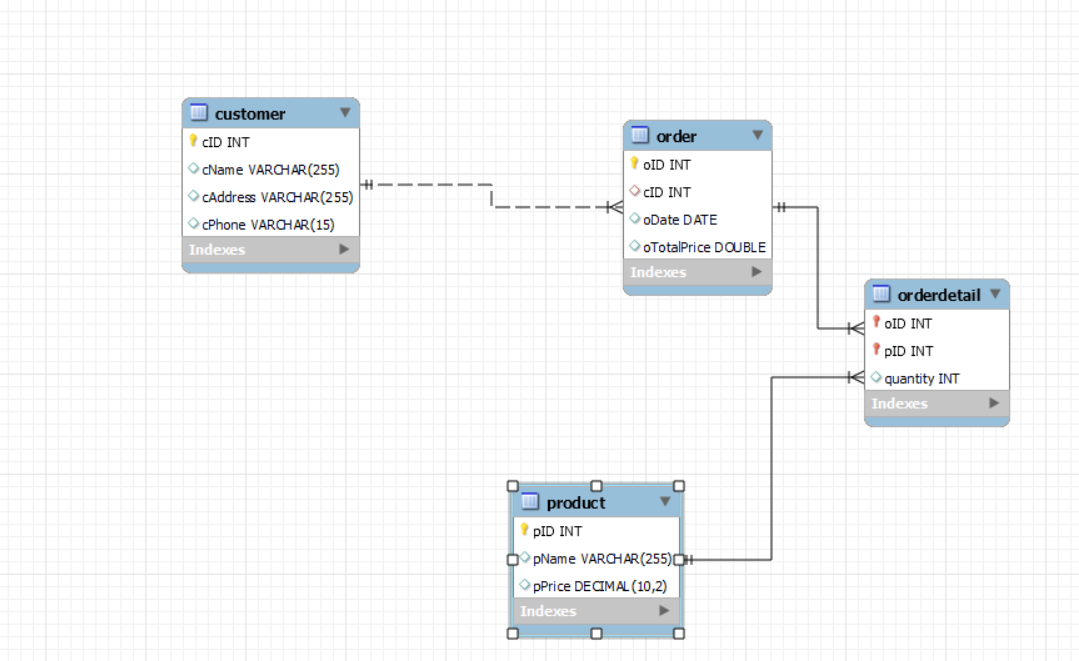 customer
cID INT
cName VARCHAR(255)
cAddress VARCHAR(255)
cPhone VARCHAR(15)
Indexes
order
oID INT
cID INT
oDate DATE
oTotalPrice DOUBLE
Indexes
orderdetail
oID INT
pID INT
quantity INT
Indexes
product
pID INT
pName VARCHAR(255)
pPrice DECIMAL(10,2)
Indexes